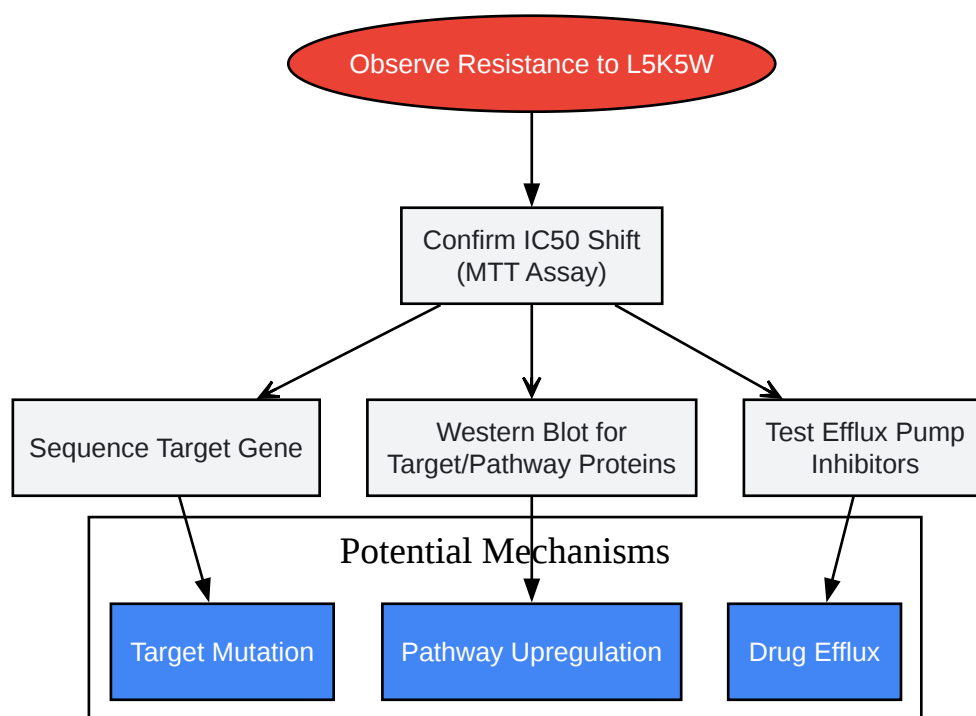 Observe Resistance to L5K5W
Confirm IC50 Shift
(MTT Assay)
Sequence Target Gene
Western Blot for
Target/Pathway Proteins
Test Efflux Pump
Inhibitors
Potential Mechanisms
Target Mutation
Pathway Upregulation
Drug Efflux